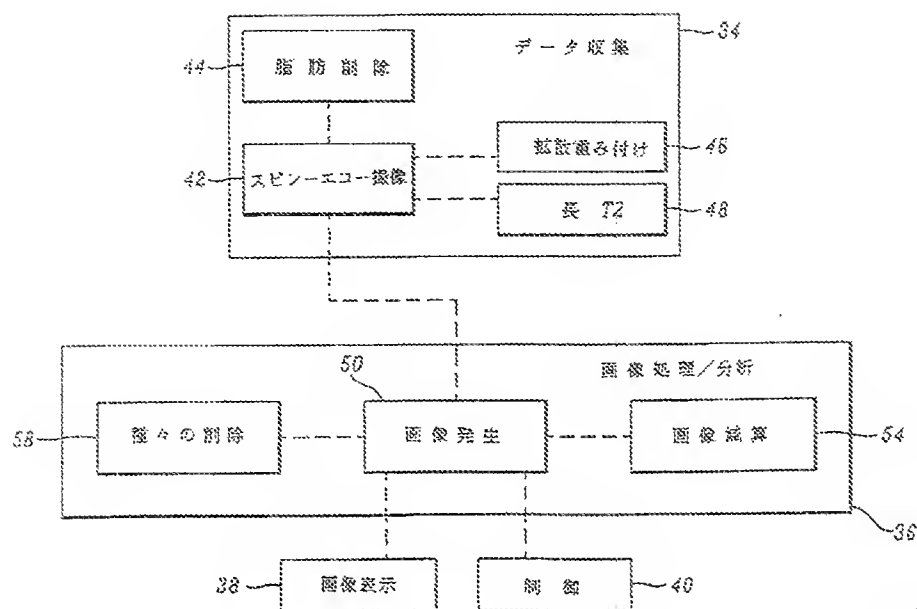 34
データ収集
44
脂肪削除
拡散重み付け
46
42
スピンーエコー撮像
長 T2
48
50
画像処理/分析
58
種々の削除
画像発生
画像減算
54
36
38
画像表示
制御
40